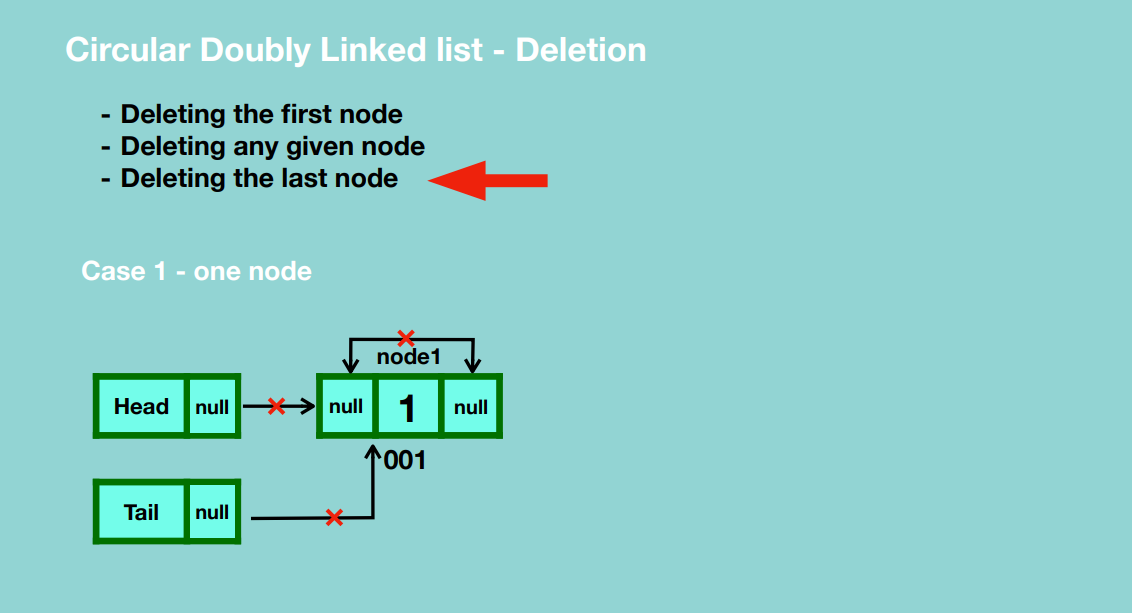 Circular Doubly Linked list - Deletion
- Deleting the first node
- Deleting any given node
- Deleting the last node
Case 1 - one node
node1
Head null null 1 null
001
Tail null